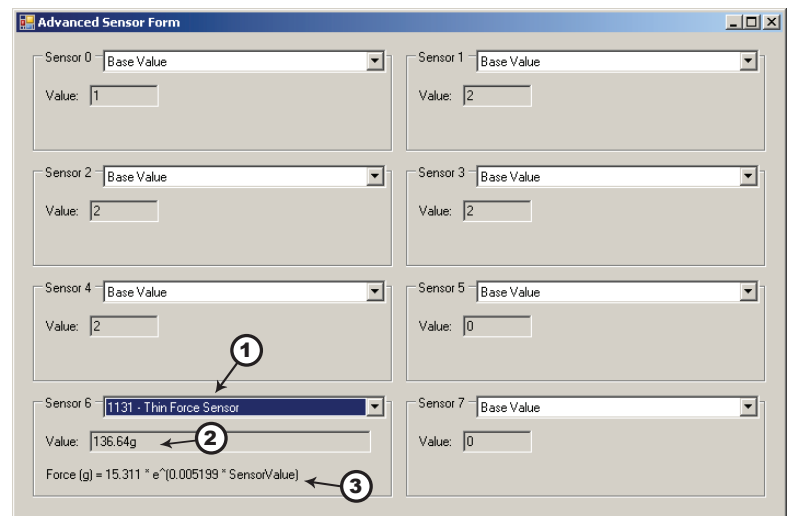 Advanced Sensor Form
Sensor 0 Base Value
Value: 1
Sensor 1 Base Value
Value: 2
Sensor 2 Base Value
Value: 2
Sensor 3 Base Value
Value: 2
Sensor 4 Base Value
Value: 2
Sensor 5 Base Value
Value: 0
1
Sensor 6 1131 - Thin Force Sensor
Value: 136.64g
2
Force (g) = 15.311 * e^(0.005199 * SensorValue)
3
Sensor 7 Base Value
Value: 0